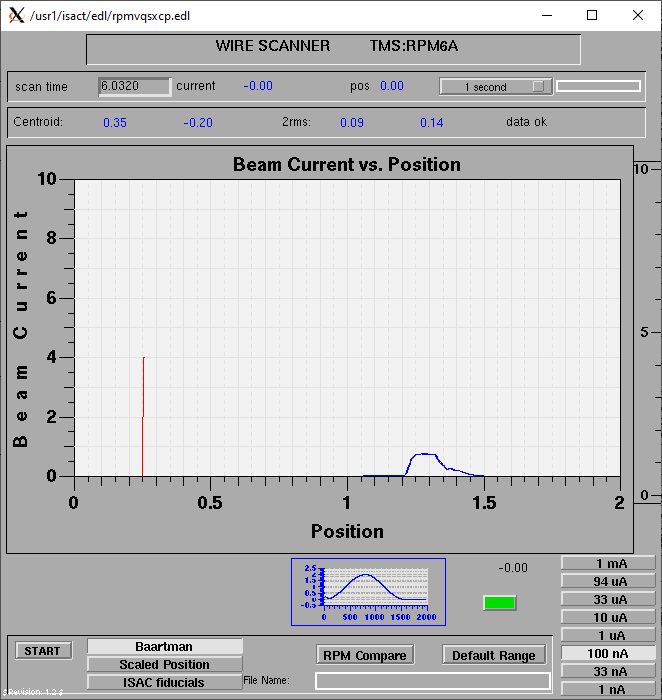 /usr1/isact/edl/rpmvqsxcp.edl
WIRE SCANNER TMS:RPM6A
scan time 6.0320 current -0.00 pos 0.00 1 second
Centroid: 0.35 -0.20 2rms: 0.09 0.14 data ok
Beam Current vs. Position
10
8
6
4
2
0
Beam Current
0 0.5 1 1.5 2
Position
10
5
0
2.5
2
1.5
1
0.5
0
-0.5
0 500 1000 1500 2000
-0.00
1 mA
94 uA
33 uA
10 uA
1 uA
100 nA
33 nA
1 nA
START
Baartman
Scaled Position
ISAC fiducials
RPM Compare
Default Range
File Name:
$Revision: 1.2 $